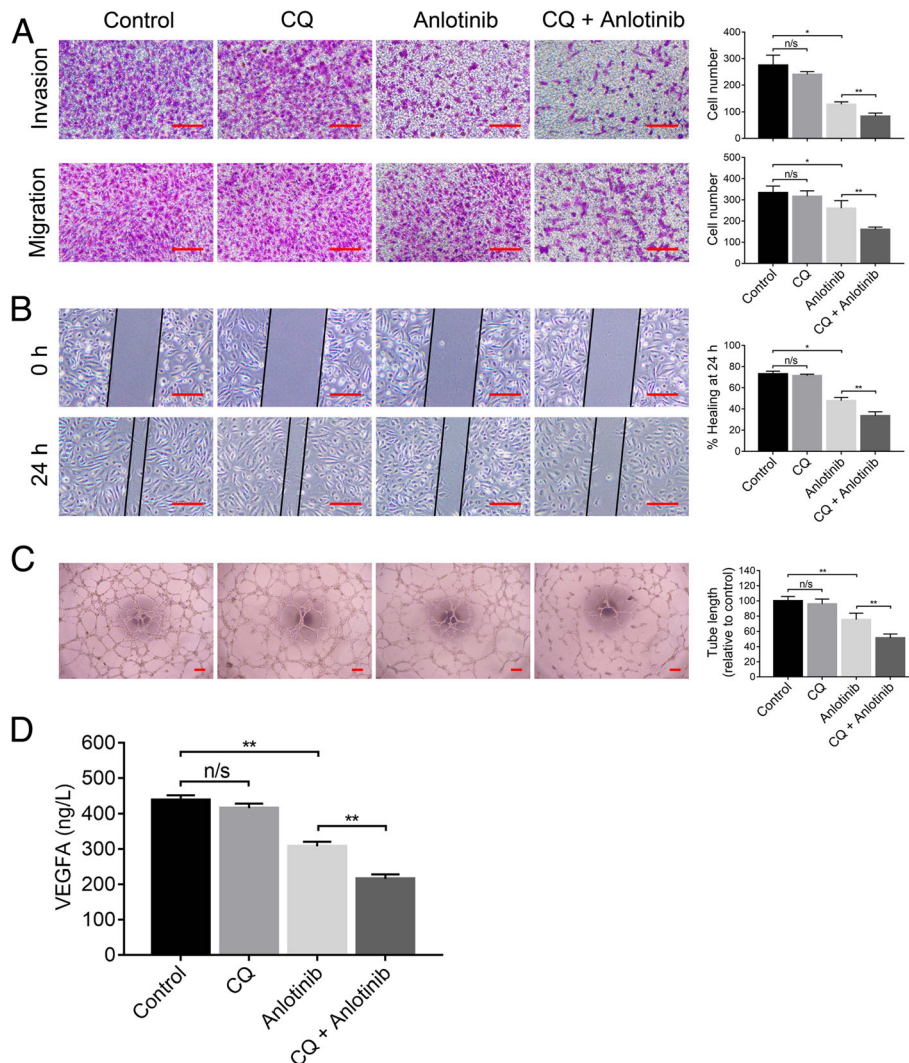 Control CQ Anlotinib CQ + Anlotinib
A
Invasion
400
300
200
100
0
Cell number
*
n/s
**
Migration
400
300
200
100
0
Cell number
*
n/s
**
Control
CQ
Anlotinib
CQ + Anlotinib
B
0 h
24 h
100
80
60
40
20
0
% Healing at 24 h
*
n/s
**
Control
CQ
Anlotinib
CQ + Anlotinib
C
140
120
100
80
60
40
20
0
Tube length
(relative to control)
**
n/s
**
Control
CQ
Anlotinib
CQ + Anlotinib
D
600
500
400
300
200
100
0
VEGFA (ng/L)
**
n/s
**
Control
CQ
Anlotinib
CQ + Anlotinib